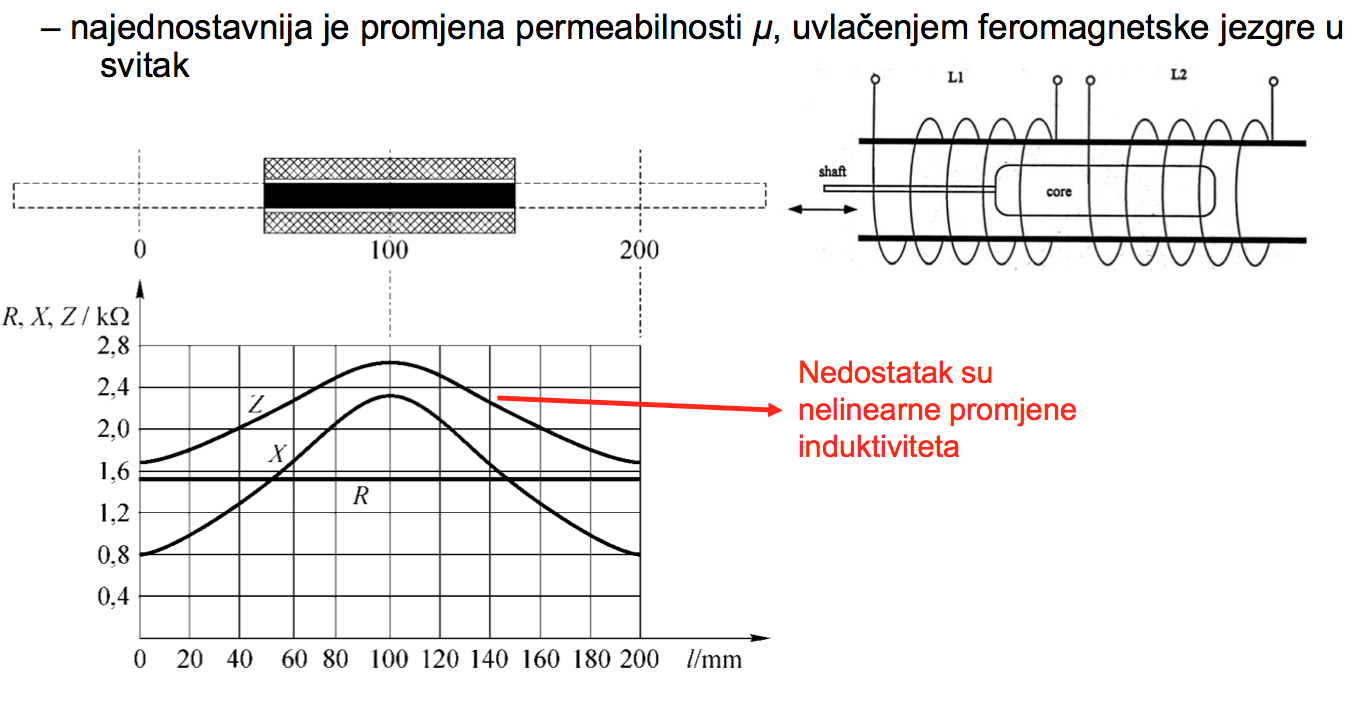 – najednostavnija je promjena permeabilnosti μ, uvlačenjem feromagnetske jezgre u
svitak
L1
L2
shaft
core
0
100
200
R, X, Z / kΩ
2,8
2,4
2,0
1,6
1,2
0,8
0,4
Z
X
R
0 20 40 60 80 100 120 140 160 180 200 l/mm
Nedostatak su
nelinearne promjene
induktiviteta